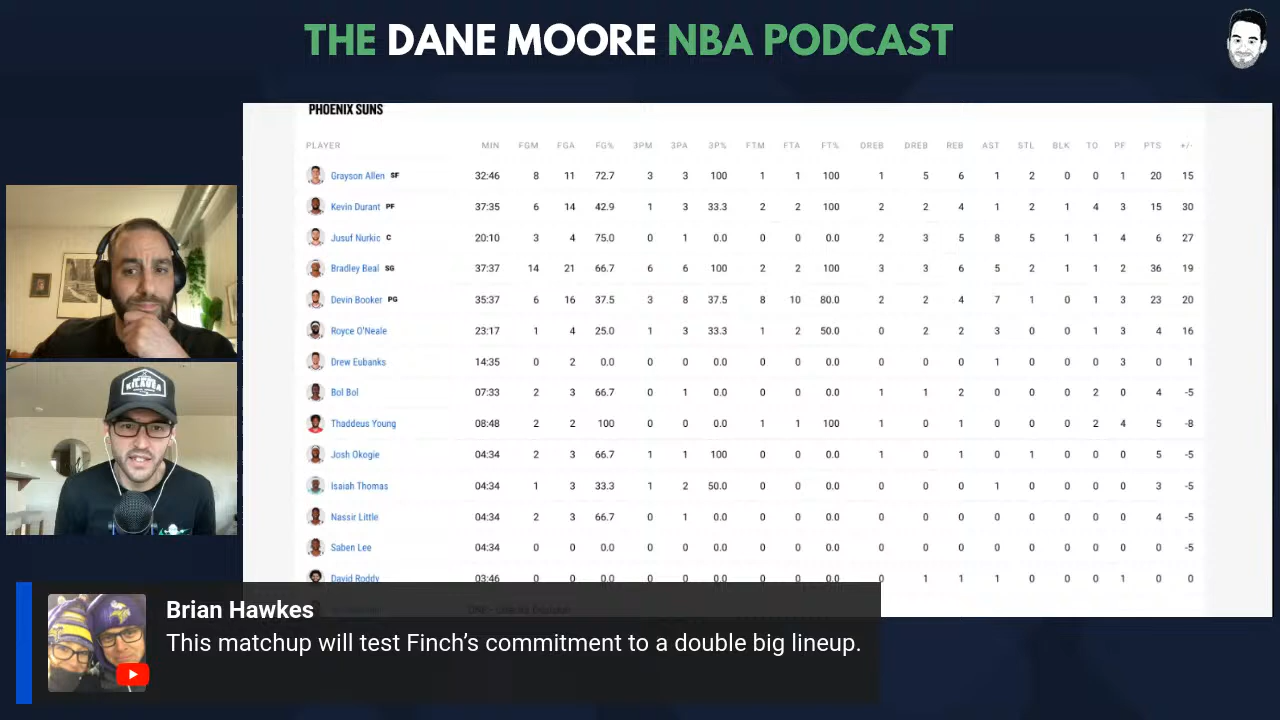 THE DANE MOORE NBA PODCAST
PHOENIX SUNS
PLAYER MIN FGM FGA FG% 3PM 3PA 3P% FTM FTA FT% OREB DREB REB AST STL BLK TO PF PTS +/-
Grayson Allen SF 32:46 8 11 72.7 3 3 100 1 1 100 1 5 6 1 2 0 0 1 20 15
Kevin Durant PF 37:35 6 14 42.9 1 3 33.3 2 2 100 2 2 4 1 2 1 4 3 15 30
Jusuf Nurkic C 20:10 3 4 75.0 0 1 0.0 0 0 0.0 2 3 5 8 5 1 1 4 6 27
Bradley Beal SG 37:37 14 21 66.7 6 6 100 2 2 100 3 3 6 5 2 1 1 2 36 19
Devin Booker PG 35:37 6 16 37.5 3 8 37.5 8 10 80.0 2 2 4 7 1 0 1 3 23 20
Royce O'Neale 23:17 1 4 25.0 1 3 33.3 1 2 50.0 0 2 2 3 0 0 1 3 4 16
Drew Eubanks 14:35 0 2 0.0 0 0 0.0 0 0 0.0 0 0 0 1 0 0 0 3 0 1
Bol Bol 07:33 2 3 66.7 0 1 0.0 0 0 0.0 1 1 2 0 0 0 2 0 4 -5
Thaddeus Young 08:48 2 2 100 0 0 0.0 1 1 100 1 0 1 0 0 0 2 4 5 -8
Josh Okogie 04:34 2 3 66.7 1 1 100 0 0 0.0 1 0 1 0 1 0 0 0 5 -5
Isaiah Thomas 04:34 1 3 33.3 1 2 50.0 0 0 0.0 0 0 0 1 0 0 0 0 3 -5
Nassir Little 04:34 2 3 66.7 0 1 0.0 0 0 0.0 0 0 0 0 0 0 0 0 4 -5
Saben Lee 04:34 0 0 0.0 0 0 0.0 0 0 0.0 0 0 0 0 0 0 0 0 0 -5
David Roddy 03:46 0 0 0.0 0 0 0.0 0 0 0.0 0 1 1 1 0 0 0 1 0 0
KILAUEA
Brian Hawkes
This matchup will test Finch's commitment to a double big lineup.